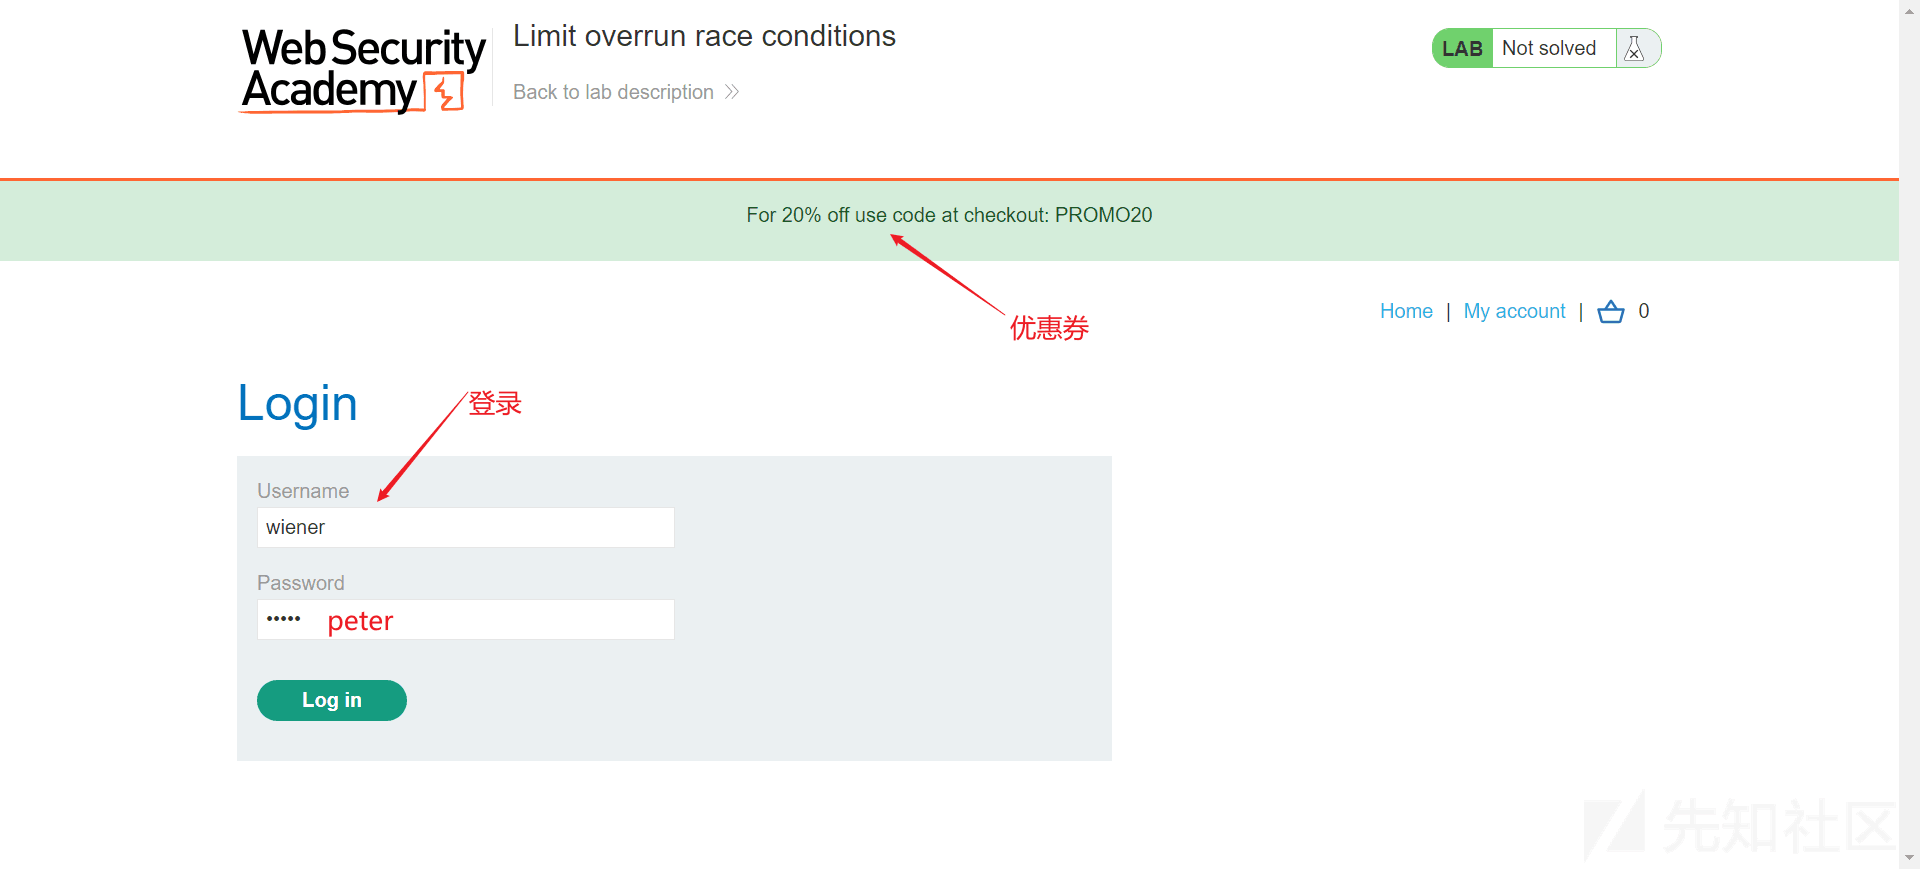 Web Security
Academy
Limit overrun race conditions
Back to lab description
LAB Not solved
For 20% off use code at checkout: PROMO20
优惠券
Home | My account | 0
Login
登录
Username
wiener
Password
••••• peter
Log in
先知社区